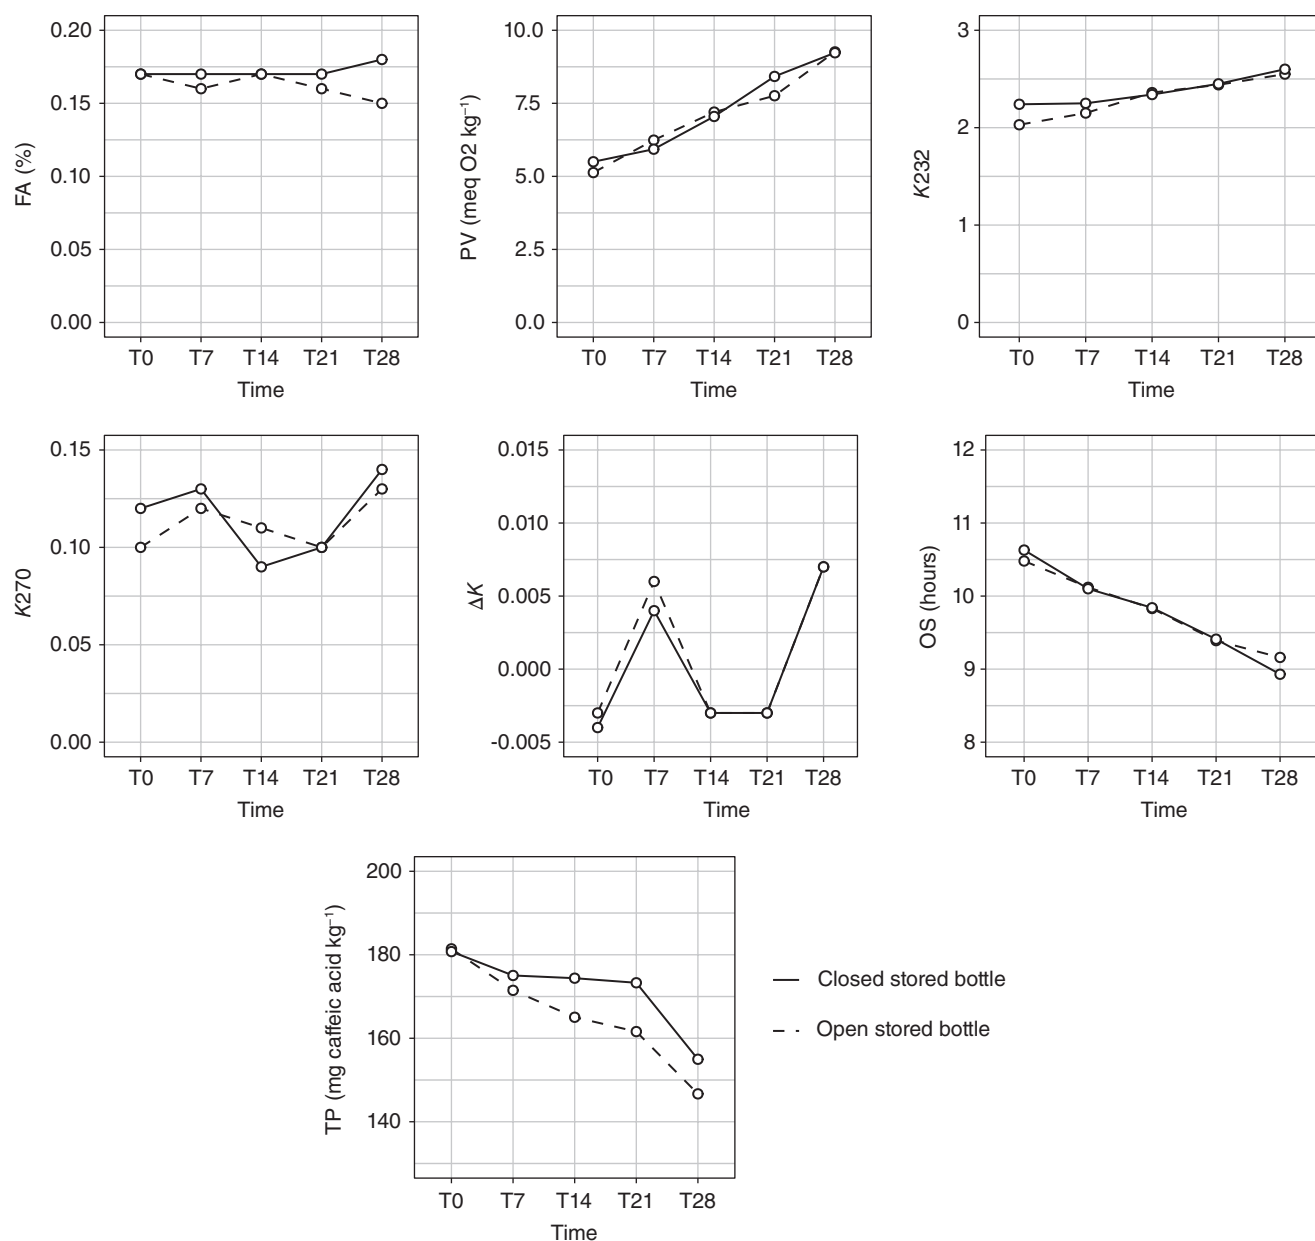 FA (%)
0.20
0.15
0.10
0.05
0.00
T0 T7 T14 T21 T28
Time
PV (meq O2 kg⁻¹)
10.0
7.5
5.0
2.5
0.0
T0 T7 T14 T21 T28
Time
K232
3
2
1
0
T0 T7 T14 T21 T28
Time
K270
0.15
0.10
0.05
0.00
T0 T7 T14 T21 T28
Time
ΔK
0.015
0.010
0.005
0.000
-0.005
T0 T7 T14 T21 T28
Time
OS (hours)
12
11
10
9
8
T0 T7 T14 T21 T28
Time
TP (mg caffeic acid kg⁻¹)
200
180
160
140
T0 T7 T14 T21 T28
Time
Closed stored bottle
Open stored bottle